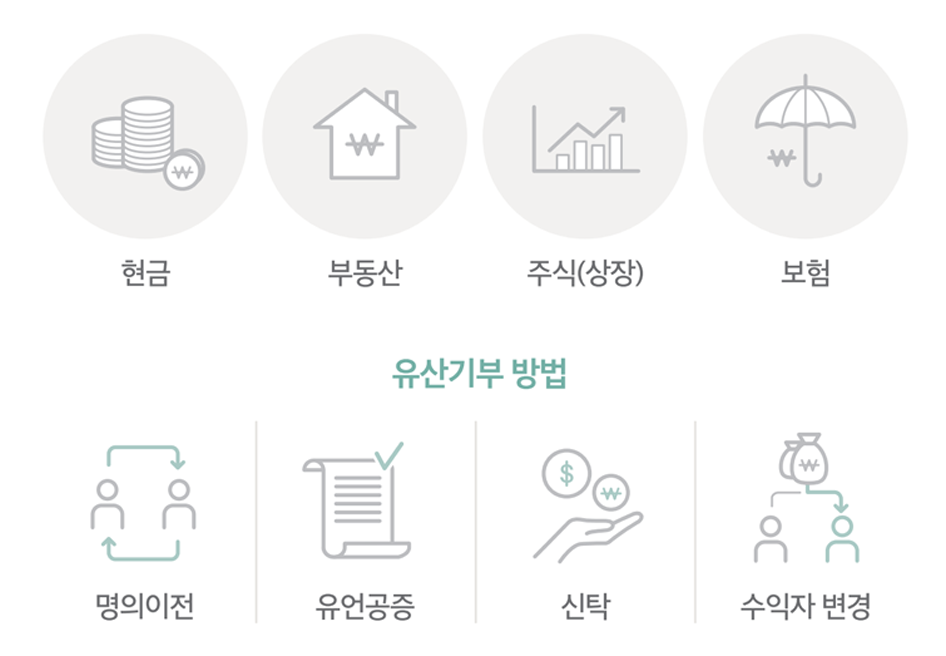 현금 부동산 주식(상장) 보험
유산기부 방법
명의이전 유언공증 신탁 수익자 변경